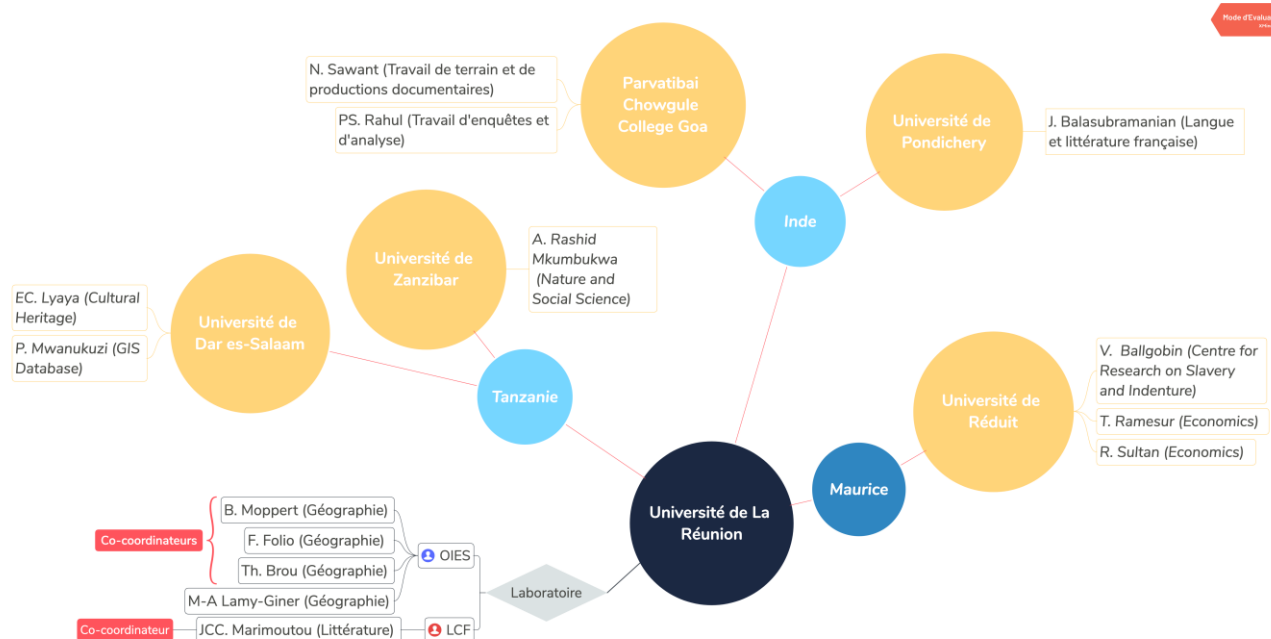 Mode d'Evalua
N. Sawant (Travail de terrain et de
productions documentaires)
PS. Rahul (Travail d'enquêtes et
d'analyse)
Parvatibai
Chowgule
College Goa
Université de
Pondichery
J. Balasubramanian (Langue
et littérature française)
Inde
Université de
Zanzibar
A. Rashid
Mkumbukwa
(Nature and
Social Science)
EC. Lyaya (Cultural
Heritage)
P. Mwanukuzi (GIS
Database)
Université de
Dar es-Salaam
Tanzanie
Université de
Réduit
V. Ballgobin (Centre for
Research on Slavery
and Indenture)
T. Ramesur (Economics)
R. Sultan (Economics)
Maurice
Université de La
Réunion
Laboratoire
OIES
B. Moppert (Géographie)
F. Folio (Géographie)
Th. Brou (Géographie)
M-A Lamy-Giner (Géographie)
Co-coordinateurs
LCF
JCC. Marimoutou (Littérature)
Co-coordinateur